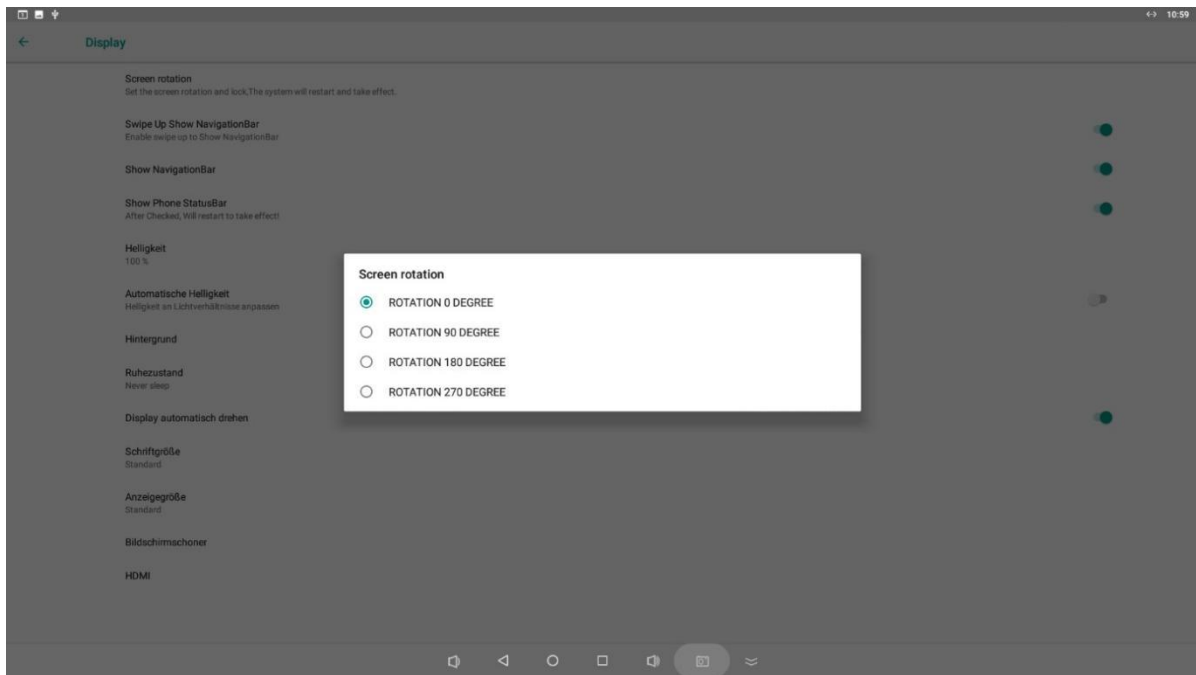 10:59
Display
Screen rotation
Set the screen rotation and lock,The system will restart and take effect.
Swipe Up Show NavigationBar
Enable swipe up to Show NavigationBar
Show NavigationBar
Show Phone StatusBar
After Checked, Will restart to take effect!
Helligkeit
100 %
Automatische Helligkeit
Helligkeit an Lichtverhältnisse anpassen
Hintergrund
Ruhezustand
Never sleep
Display automatisch drehen
Schriftgröße
Standard
Anzeigegröße
Standard
Bildschirmschoner
HDMI
Screen rotation
ROTATION 0 DEGREE
ROTATION 90 DEGREE
ROTATION 180 DEGREE
ROTATION 270 DEGREE